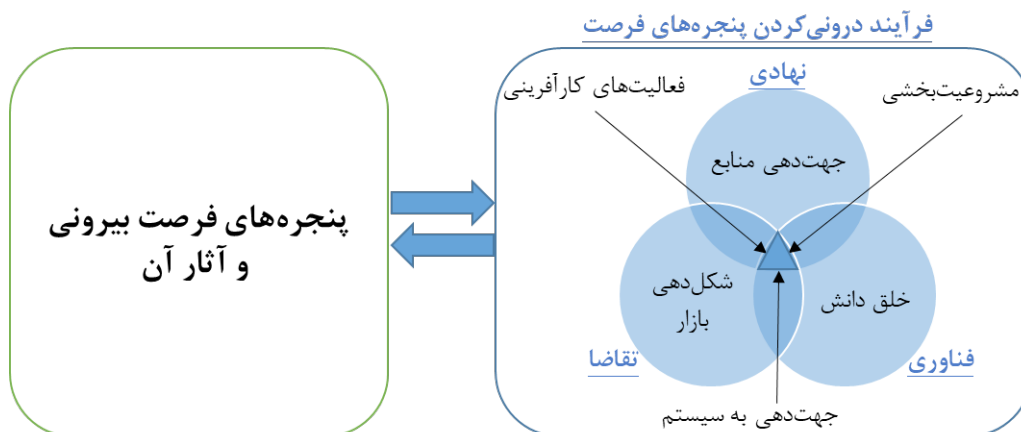 فرآیند درونی‌کردن پنجره‌های فرصت
نهادی
مشروعیت‌بخشی
فعالیت‌های کارآفرینی
جهت‌دهی منابع
خلق دانش
شکل‌دهی
بازار
فناوری
تقاضا
جهت‌دهی به سیستم
پنجره‌های فرصت بیرونی
و آثار آن